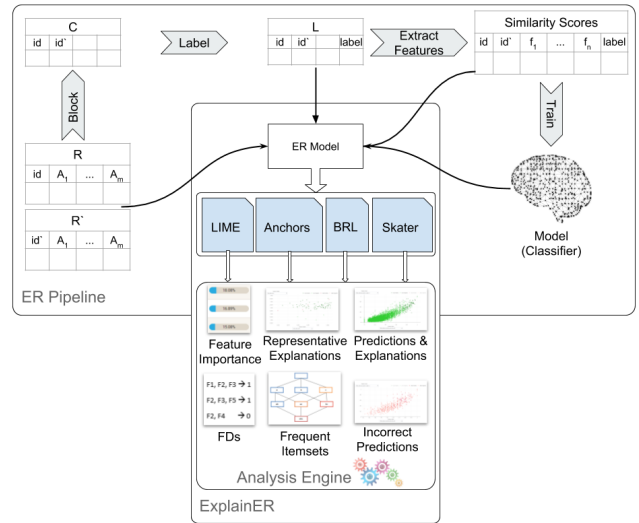 C
id id`
Label
L
id id` label
Extract
Features
Similarity Scores
id id` f1 ... fn label
Block
Train
R
id A1 ... Am
R`
id` A1 ... Am
ER Model
Model
(Classifier)
ER Pipeline
LIME
Anchors
BRL
Skater
Feature
Importance
Representative
Explanations
Predictions &
Explanations
F1, F2, F3 → 1
F2, F3, F5 → 1
F2, F4 → 0
FDs
Frequent
Itemsets
Incorrect
Predictions
Analysis Engine
ExplainER